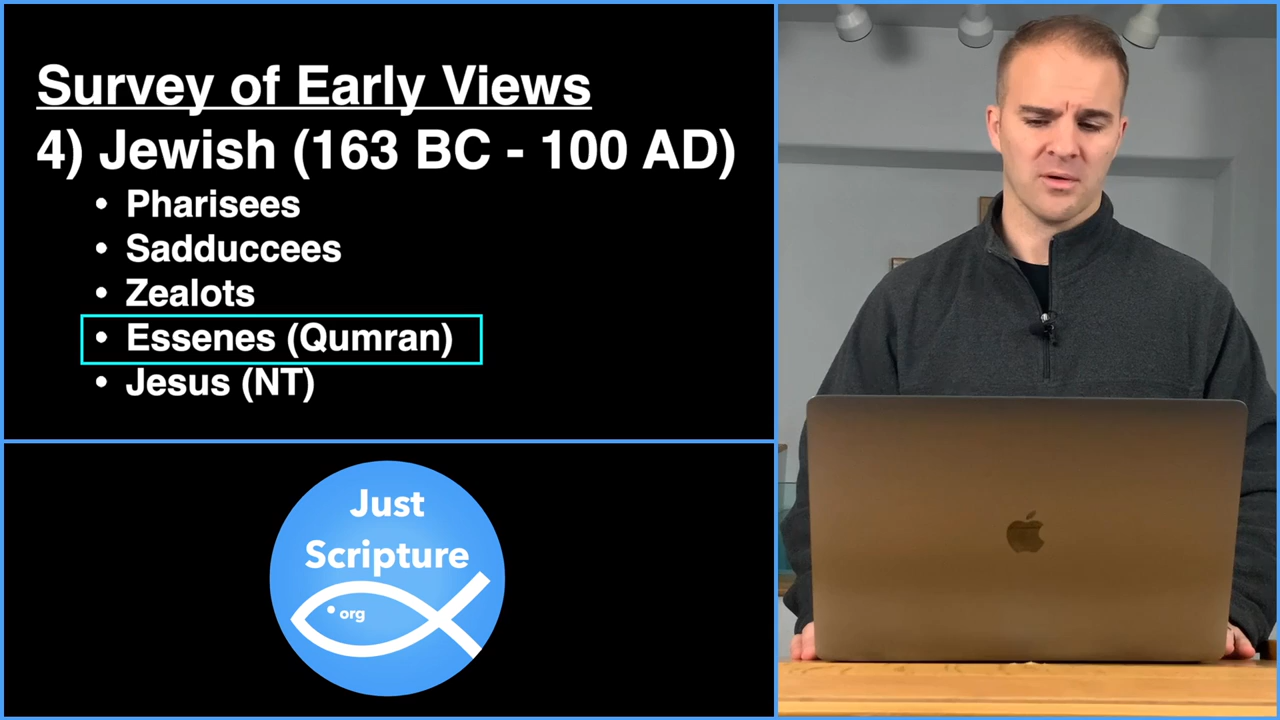 Survey of Early Views
4) Jewish (163 BC - 100 AD)
• Pharisees
• Sadduccees
• Zealots
• Essenes (Qumran)
• Jesus (NT)
Just
Scripture
org